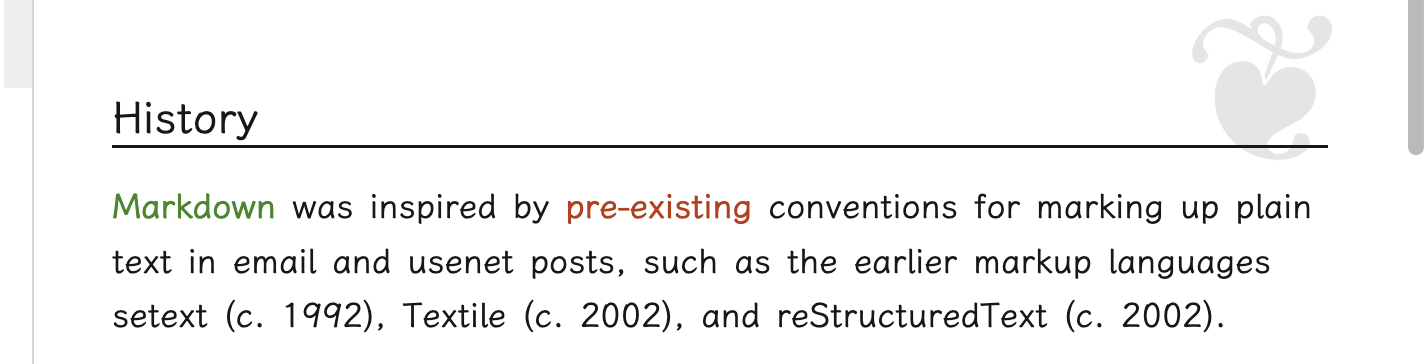 History
Markdown was inspired by pre-existing conventions for marking up plain
text in email and usenet posts, such as the earlier markup languages
setext (c. 1992), Textile (c. 2002), and reStructuredText (c. 2002).